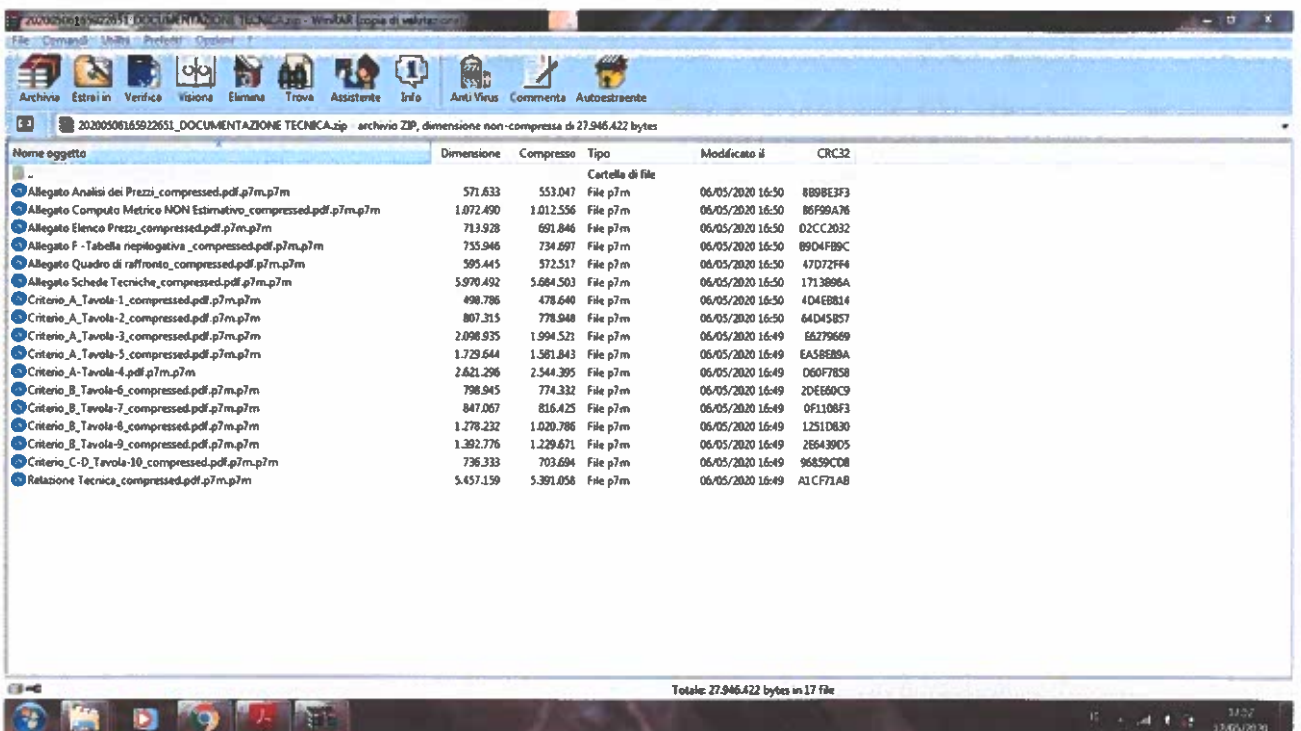 20200506165922651_DOCUMENTAZIONE TECNICA.zip - WinRAR (copia di valutazione)
File Comandi Utilità Preferiti Opzioni ?
Archivia Estrai in Verifica Visiona Elimina Trova Assistente Info Anti Virus Commenta Autoestraente
20200506165922651_DOCUMENTAZIONE TECNICA.zip - archivio ZIP, dimensione non-compressa di 27.946.422 bytes
Nome oggetto Dimensione Compresso Tipo Modificato il CRC32
.. Cartella di file
Allegato Analisi dei Prezzi_compressed.pdf.p7m.p7m 571.633 553.047 File p7m 06/05/2020 16:50 8B9BE3F3
Allegato Computo Metrico NON Estimativo_compressed.pdf.p7m.p7m 1.072.490 1.012.556 File p7m 06/05/2020 16:50 B6F99A76
Allegato Elenco Prezzi_compressed.pdf.p7m.p7m 713.928 691.846 File p7m 06/05/2020 16:50 02CC2032
Allegato F -Tabella riepilogativa _compressed.pdf.p7m.p7m 755.946 734.697 File p7m 06/05/2020 16:50 B9D4FB9C
Allegato Quadro di raffronto_compressed.pdf.p7m.p7m 595.445 572.517 File p7m 06/05/2020 16:50 47D72FF4
Allegato Schede Tecniche_compressed.pdf.p7m.p7m 5.970.492 5.684.503 File p7m 06/05/2020 16:50 1713B96A
Criterio_A_Tavola-1_compressed.pdf.p7m.p7m 498.786 478.640 File p7m 06/05/2020 16:50 4D4EB814
Criterio_A_Tavola-2_compressed.pdf.p7m.p7m 807.315 778.948 File p7m 06/05/2020 16:50 64D45B57
Criterio_A_Tavola-3_compressed.pdf.p7m.p7m 2.098.935 1.994.521 File p7m 06/05/2020 16:49 E6279669
Criterio_A_Tavola-5_compressed.pdf.p7m.p7m 1.729.644 1.581.843 File p7m 06/05/2020 16:49 EA5BEB9A
Criterio_A-Tavola-4.pdf.p7m.p7m 2.621.296 2.544.395 File p7m 06/05/2020 16:49 D60F7858
Criterio_B_Tavola-6_compressed.pdf.p7m.p7m 798.945 774.332 File p7m 06/05/2020 16:49 2DEE60C9
Criterio_B_Tavola-7_compressed.pdf.p7m.p7m 847.067 816.425 File p7m 06/05/2020 16:49 0F110BF3
Criterio_B_Tavola-8_compressed.pdf.p7m.p7m 1.278.232 1.020.786 File p7m 06/05/2020 16:49 1251D830
Criterio_B_Tavola-9_compressed.pdf.p7m.p7m 1.392.776 1.229.671 File p7m 06/05/2020 16:49 2E6439D5
Criterio_C-D_Tavola-10_compressed.pdf.p7m.p7m 736.333 703.694 File p7m 06/05/2020 16:49 96859CD8
Relazione Tecnica_compressed.pdf.p7m.p7m 5.457.159 5.391.058 File p7m 06/05/2020 16:49 A1CF71AB
Totale: 27.946.422 bytes in 17 file